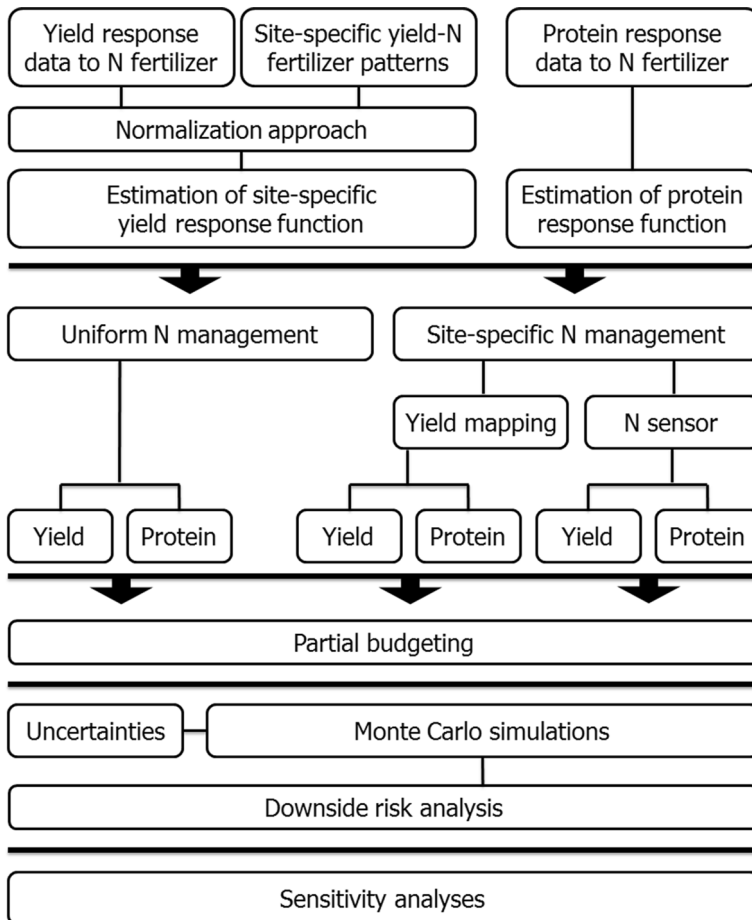 Yield response
data to N fertilizer
Site-specific yield-N
fertilizer patterns
Protein response
data to N fertilizer
Normalization approach
Estimation of site-specific
yield response function
Estimation of protein
response function
Uniform N management
Site-specific N management
Yield mapping
N sensor
Yield
Protein
Yield
Protein
Yield
Protein
Partial budgeting
Uncertainties
Monte Carlo simulations
Downside risk analysis
Sensitivity analyses